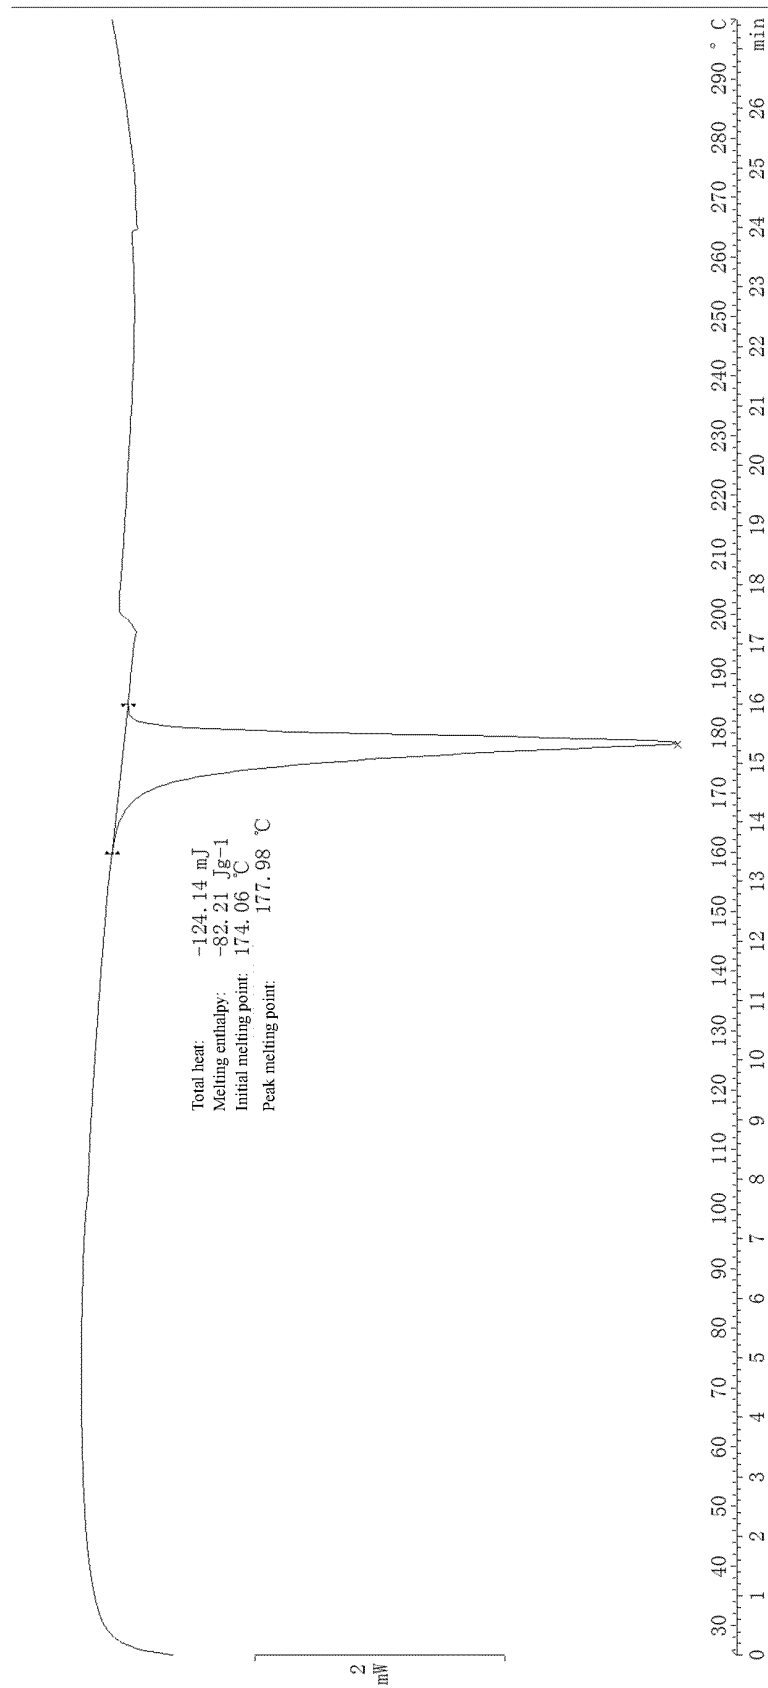 Total heat: -124.14 mJ
Melting enthalpy: -82.21 Jg-1
Initial melting point: 174.06 °C
Peak melting point: 177.98 °C
2
mW
30 40 50 60 70 80 90 100 110 120 130 140 150 160 170 180 190 200 210 220 230 240 250 260 270 280 290 °C
0 1 2 3 4 5 6 7 8 9 10 11 12 13 14 15 16 17 18 19 20 21 22 23 24 25 26 min